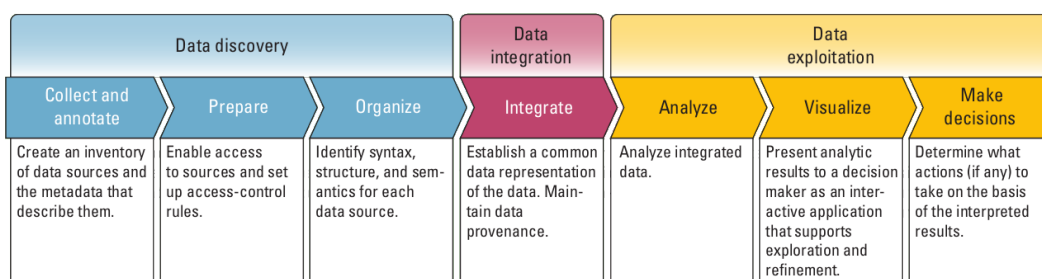 Data discovery
Data
integration
Data
exploitation
Collect and
annotate
Prepare
Organize
Integrate
Analyze
Visualize
Make
decisions
Create an inventory
of data sources and
the metadata that
describe them.
Enable access
to sources and set
up access-control
rules.
Identify syntax,
structure, and sem-
antics for each
data source.
Establish a common
data representation
of the data. Main-
tain data
provenance.
Analyze integrated
data.
Present analytic
results to a decision
maker as an inter-
active application
that supports
exploration and
refinement.
Determine what
actions (if any) to
take on the basis
of the interpreted
results.